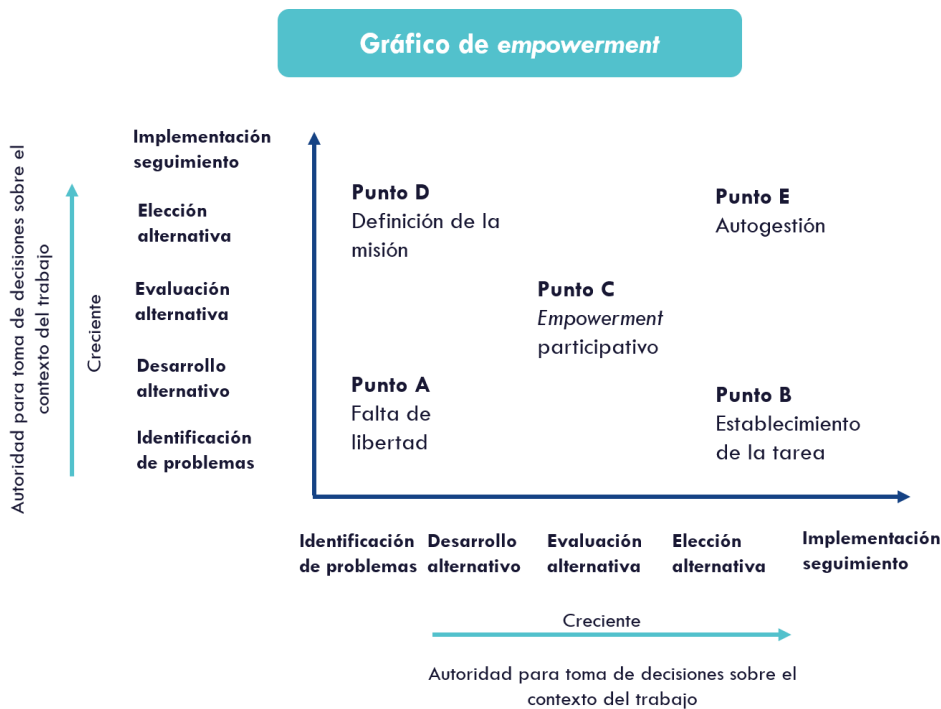 Gráfico de empowerment
Autoridad para toma de decisiones sobre el
contexto del trabajo
Creciente
Implementación
seguimiento
Elección
alternativa
Evaluación
alternativa
Desarrollo
alternativo
Identificación
de problemas
Punto D
Definición de la
misión
Punto E
Autogestión
Punto C
Empowerment
participativo
Punto A
Falta de
libertad
Punto B
Establecimiento
de la tarea
Identificación
de problemas
Desarrollo
alternativo
Evaluación
alternativa
Elección
alternativa
Implementación
seguimiento
Creciente
Autoridad para toma de decisiones sobre el
contexto del trabajo